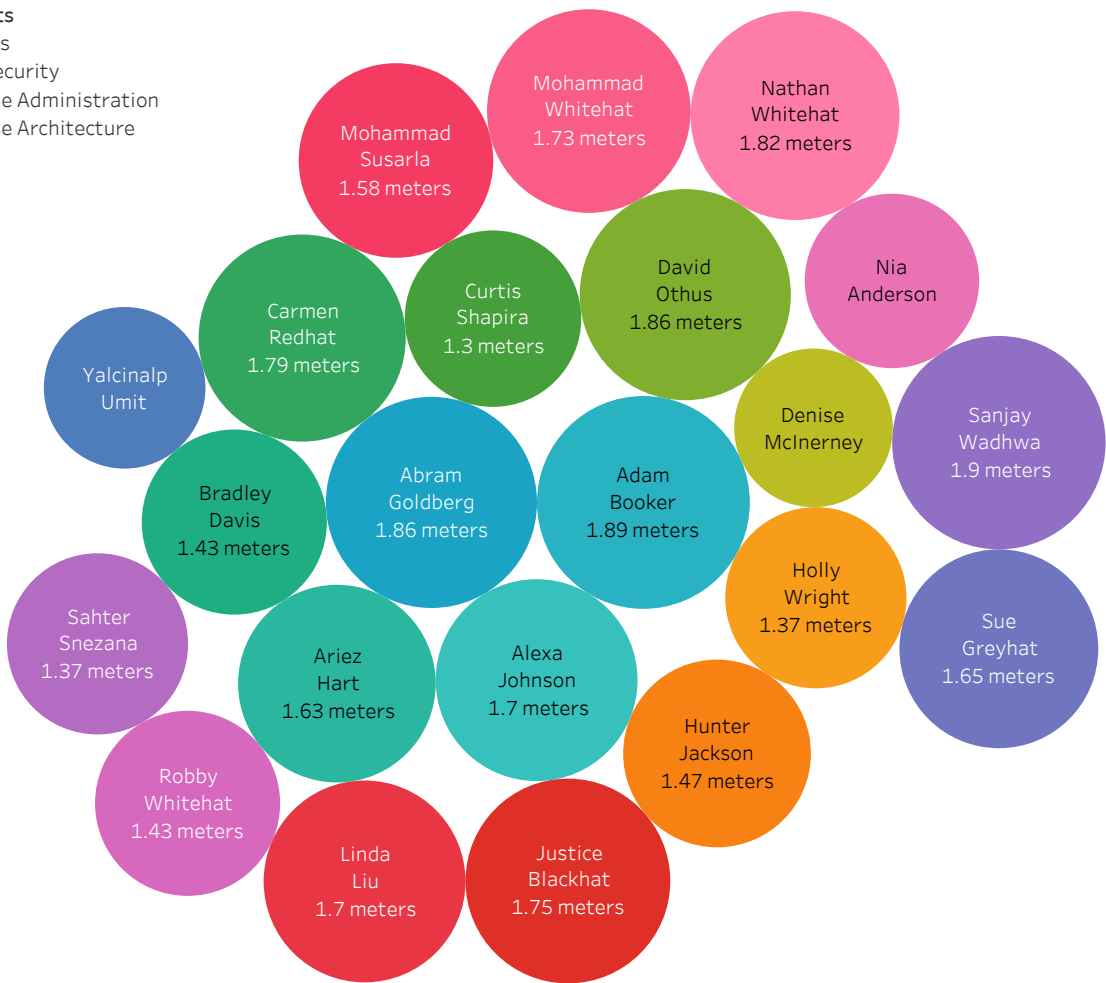 ts
s
ecurity
e Administration
e Architecture
Mohammad
Whitehat
1.73 meters
Nathan
Whitehat
1.82 meters
Mohammad
Susarla
1.58 meters
David
Othus
1.86 meters
Nia
Anderson
Curtis
Shapira
1.3 meters
Carmen
Redhat
1.79 meters
Yalcinalp
Umit
Denise
McInerney
Sanjay
Wadhwa
1.9 meters
Abram
Goldberg
1.86 meters
Adam
Booker
1.89 meters
Bradley
Davis
1.43 meters
Holly
Wright
1.37 meters
Sahter
Snezana
1.37 meters
Sue
Greyhat
1.65 meters
Ariez
Hart
1.63 meters
Alexa
Johnson
1.7 meters
Hunter
Jackson
1.47 meters
Robby
Whitehat
1.43 meters
Linda
Liu
1.7 meters
Justice
Blackhat
1.75 meters